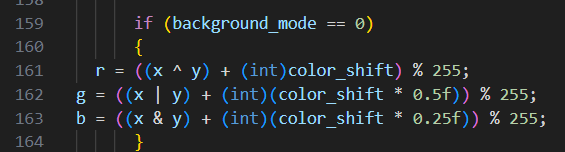 159 if (background_mode == 0)
160 {
161 r = ((x ^ y) + (int)color_shift) % 255;
162 g = ((x | y) + (int)(color_shift * 0.5f)) % 255;
163 b = ((x & y) + (int)(color_shift * 0.25f)) % 255;
164 }